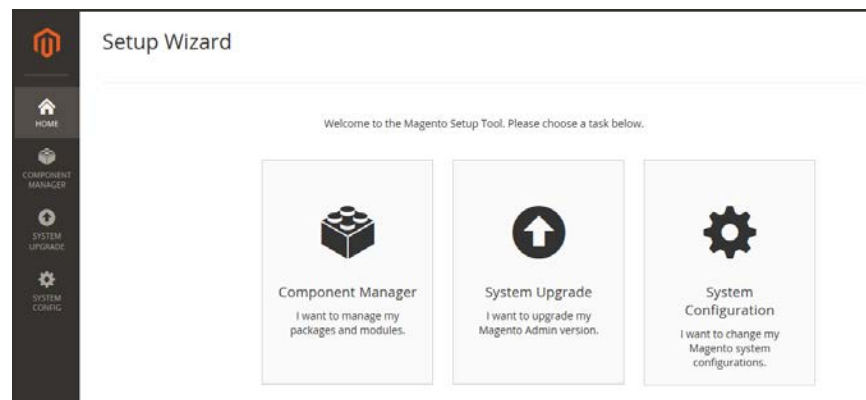 Setup Wizard
HOME
COMPONENT
MANAGER
SYSTEM
UPGRADE
SYSTEM
CONFIG
Welcome to the Magento Setup Tool. Please choose a task below.
Component Manager
I want to manage my
packages and modules.
System Upgrade
I want to upgrade my
Magento Admin version.
System
Configuration
I want to change my
Magento system
configurations.